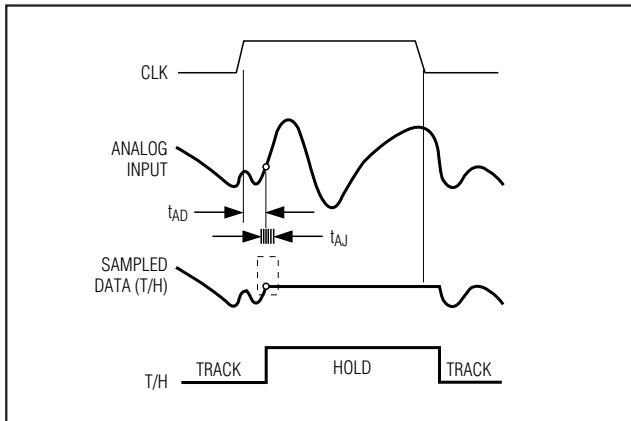 CLK
ANALOG
INPUT
tAD
tAJ
SAMPLED
DATA (T/H)
TRACK
HOLD
TRACK
T/H